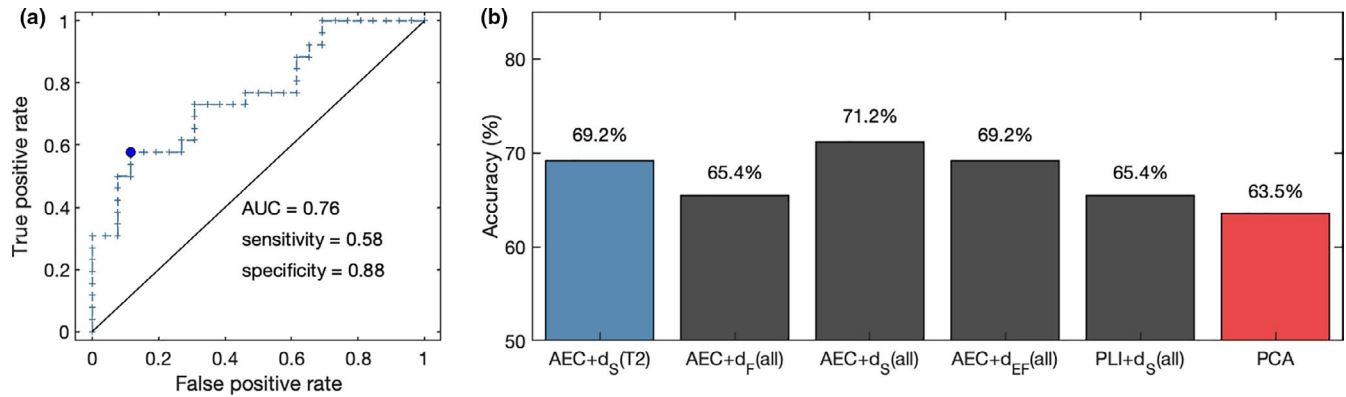 (a)
True positive rate
1
0.8
0.6
0.4
0.2
0
AUC = 0.76
sensitivity = 0.58
specificity = 0.88
0 0.2 0.4 0.6 0.8 1
False positive rate
(b)
Accuracy (%)
80
70
60
50
69.2%
65.4%
71.2%
69.2%
65.4%
63.5%
AEC+dS(T2) AEC+dF(all) AEC+dS(all) AEC+dEF(all) PLI+dS(all) PCA